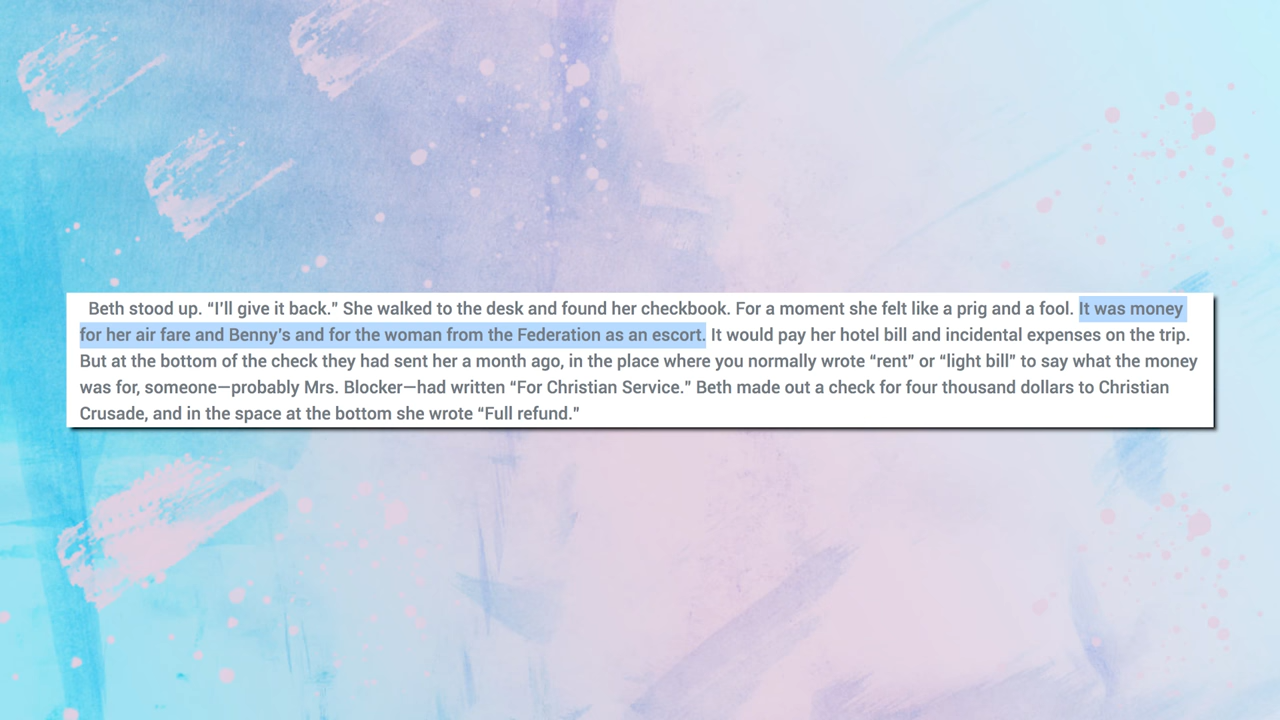 Beth stood up. “I’ll give it back.” She walked to the desk and found her checkbook. For a moment she felt like a prig and a fool. It was money
for her air fare and Benny’s and for the woman from the Federation as an escort. It would pay her hotel bill and incidental expenses on the trip.
But at the bottom of the check they had sent her a month ago, in the place where you normally wrote “rent” or “light bill” to say what the money
was for, someone—probably Mrs. Blocker—had written “For Christian Service.” Beth made out a check for four thousand dollars to Christian
Crusade, and in the space at the bottom she wrote “Full refund.”